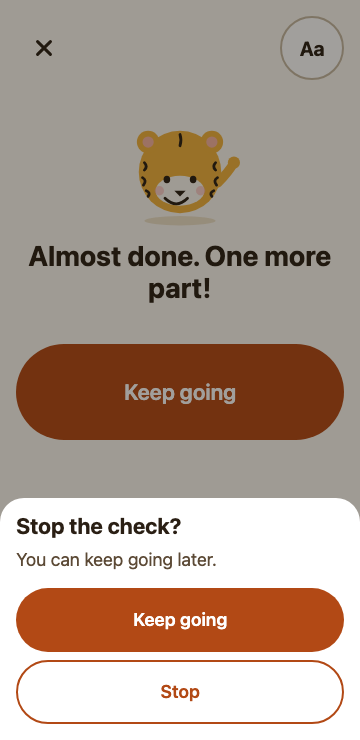 Aa
Almost done. One more
part!
Keep going
Stop the check?
You can keep going later.
Keep going
Stop